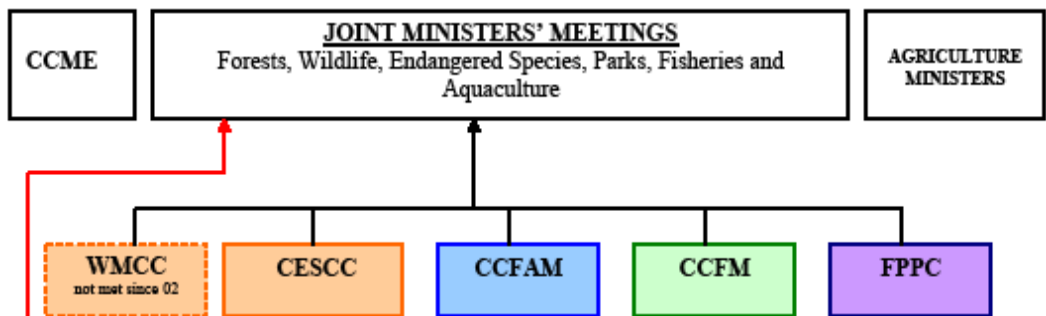 CCME
JOINT MINISTERS' MEETINGS
Forests, Wildlife, Endangered Species, Parks, Fisheries and
Aquaculture
AGRICULTURE
MINISTERS
WMCC
not met since 02
CESCC
CCFAM
CCFM
FPPC